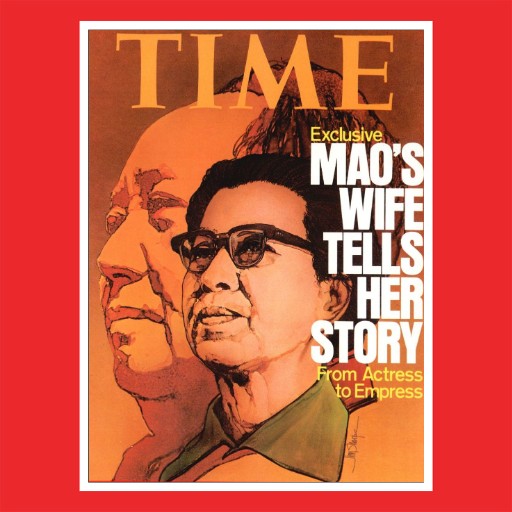 TIME
Exclusive
MAO'S
WIFE
TELLS
HER
STORY
From Actress
to Empress